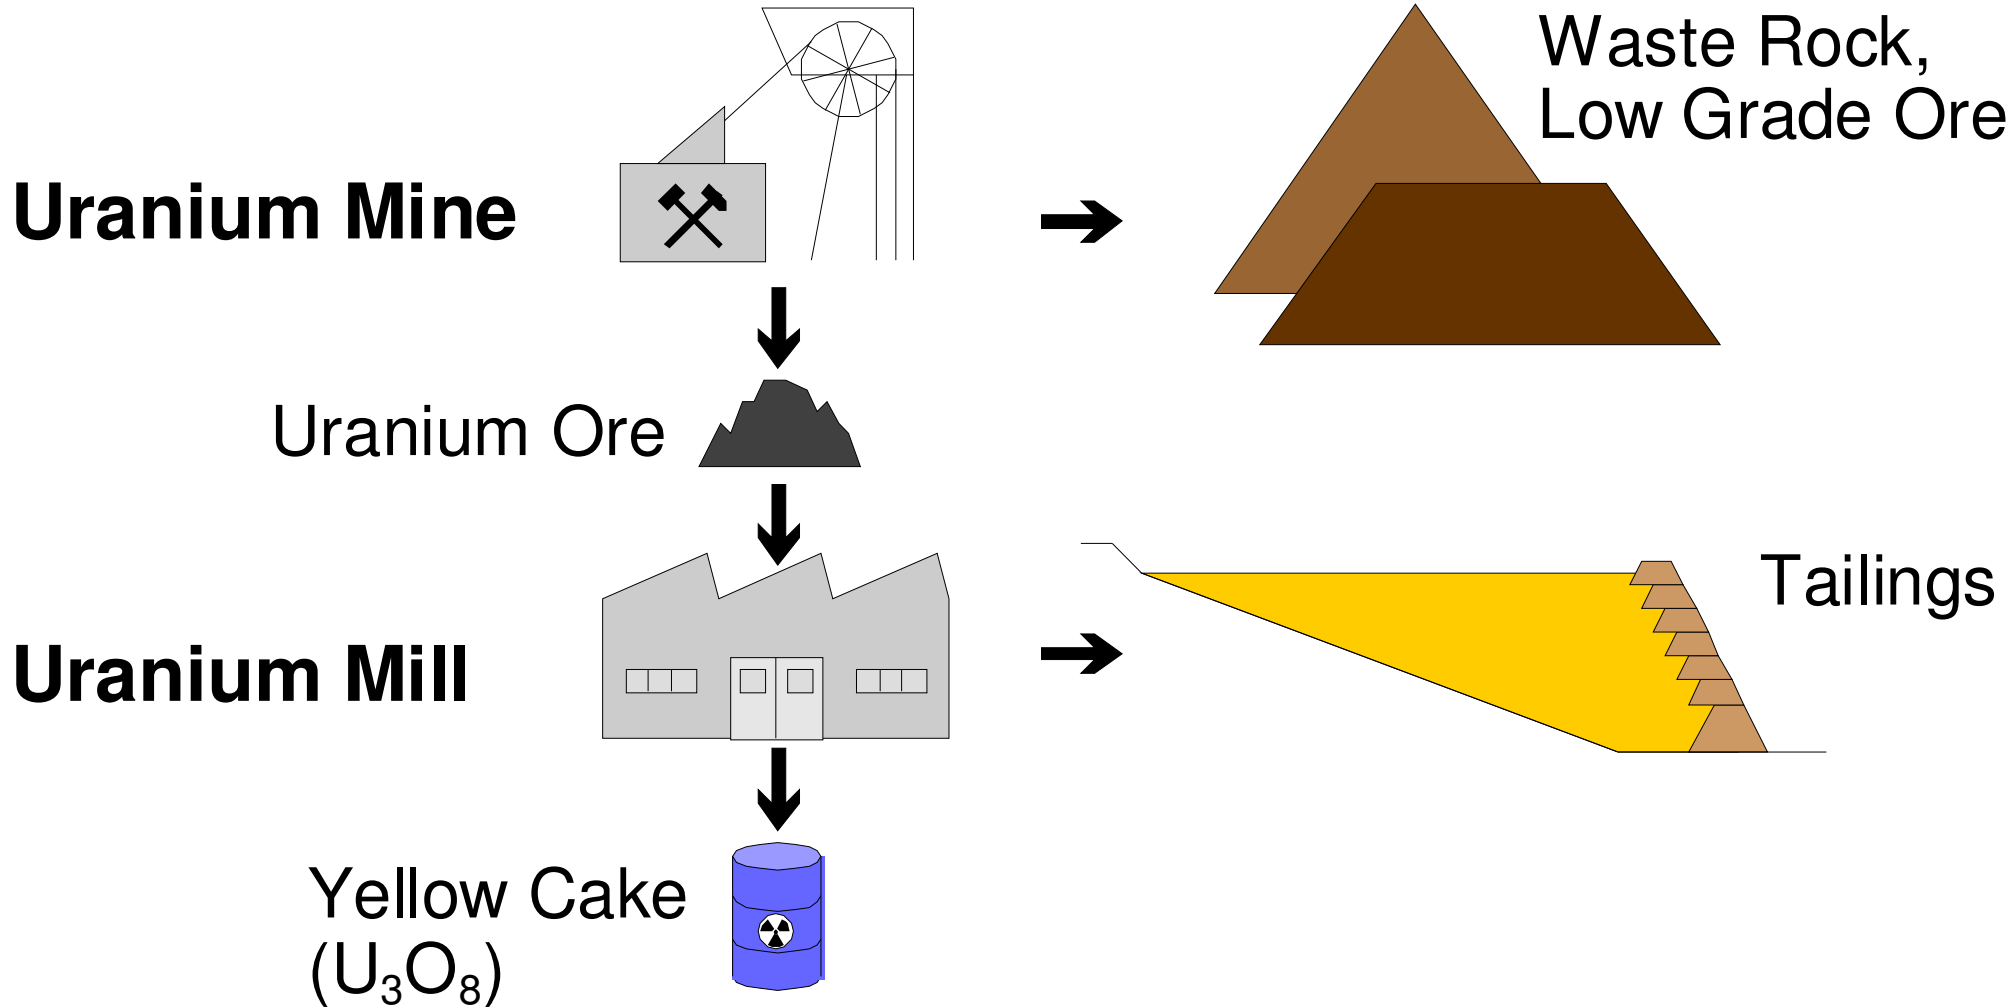 Waste Rock,
Low Grade Ore
Uranium Mine
Uranium Ore
Tailings
Uranium Mill
Yellow Cake
(U₃O₈)